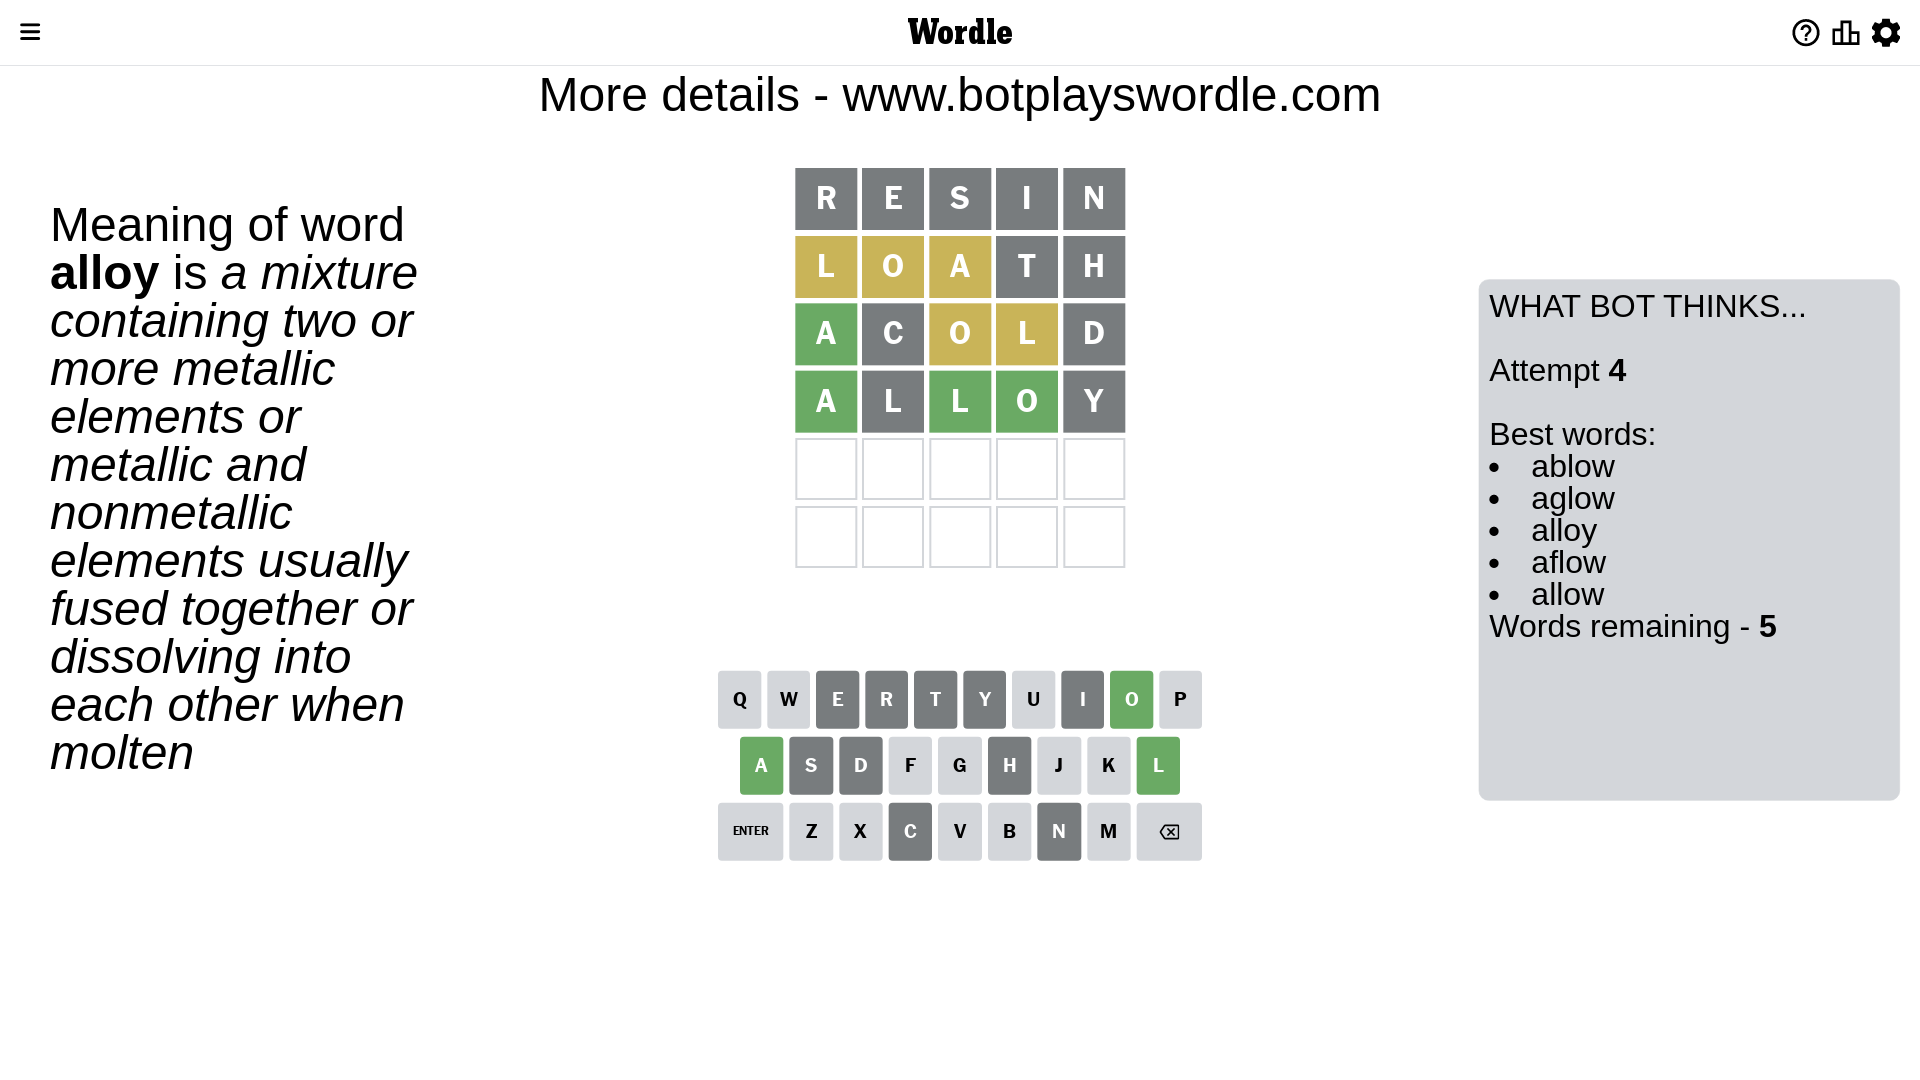 Wordle
More details - www.botplayswordle.com
Meaning of word
alloy is a mixture
containing two or
more metallic
elements or
metallic and
nonmetallic
elements usually
fused together or
dissolving into
each other when
molten
R E S I N
L O A T H
A C O L D
A L L O Y
Q W E R T Y U I O P
A S D F G H J K L
ENTER Z X C V B N M
WHAT BOT THINKS...
Attempt 4
Best words:
• ablow
• aglow
• alloy
• aflow
• allow
Words remaining - 5